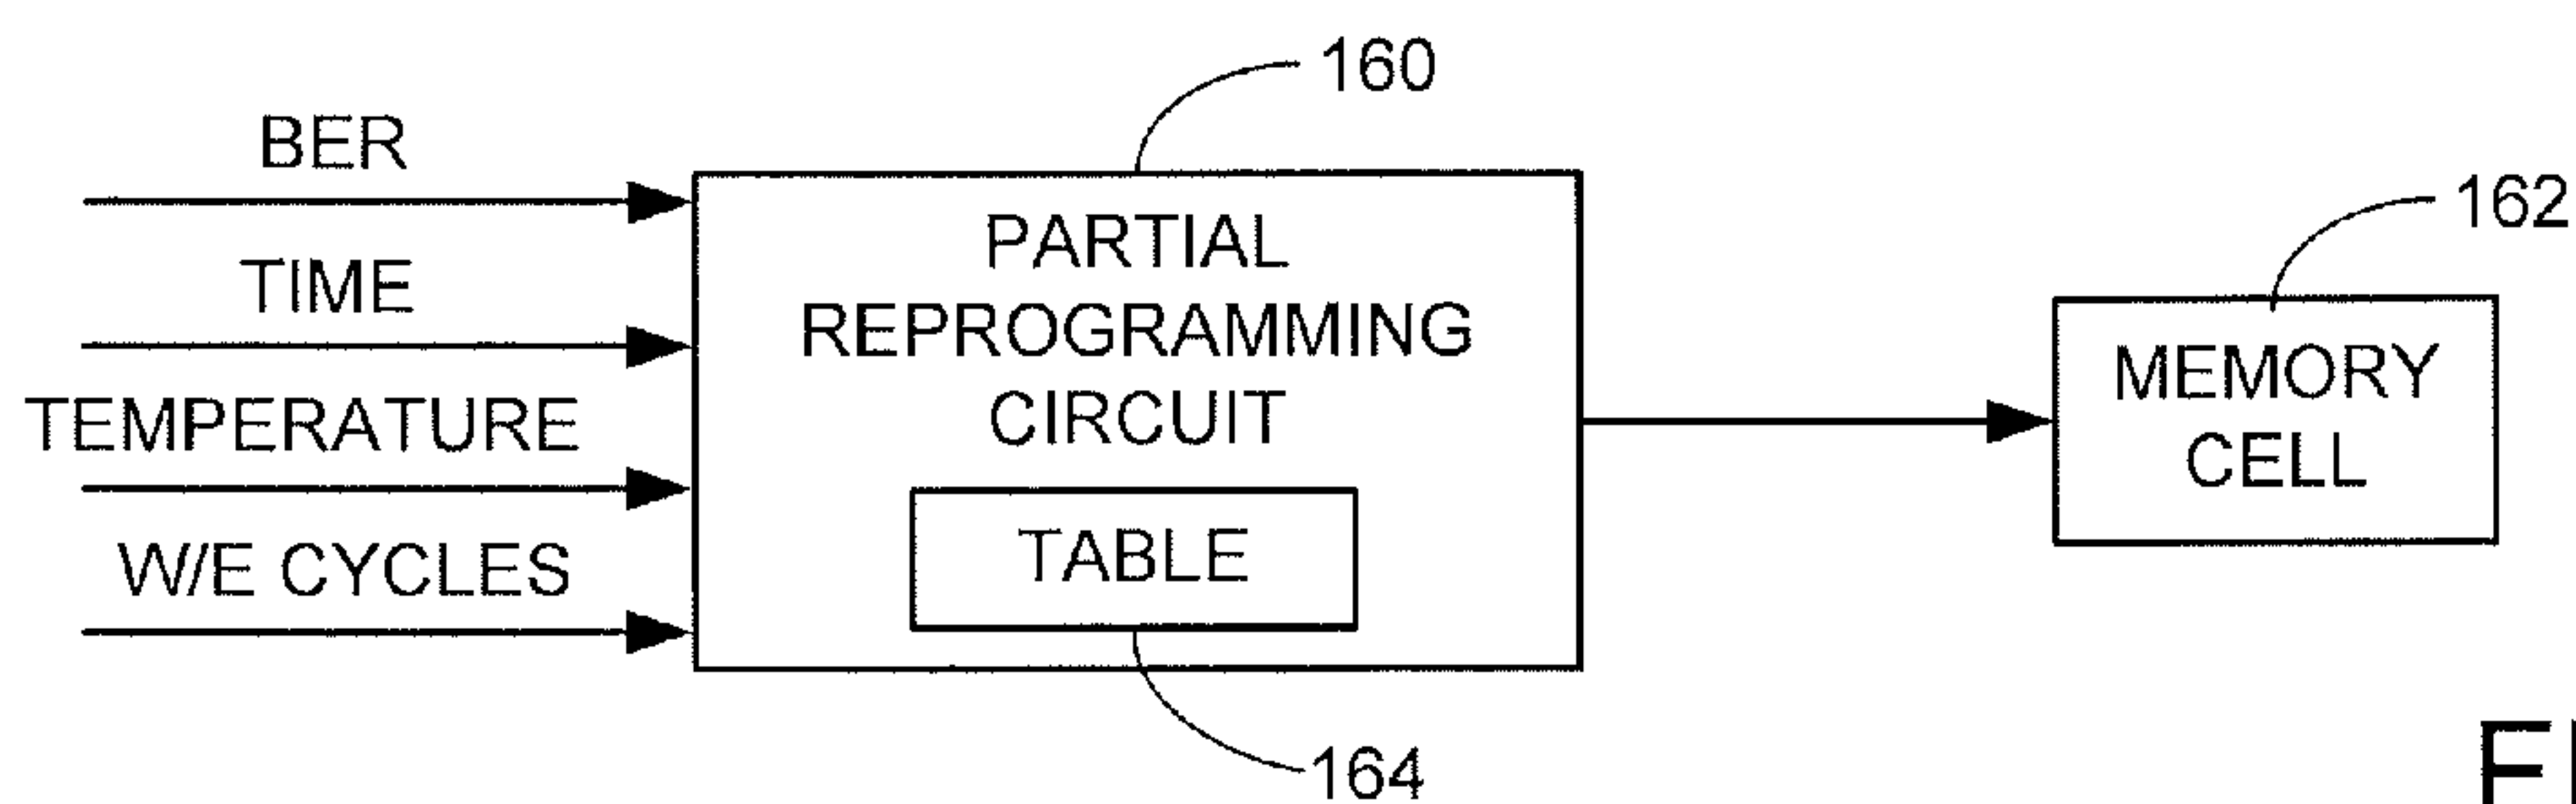 160
BER
162
PARTIAL
TIME
REPROGRAMMING
MEMORY
TEMPERATURE
CIRCUIT
CELL
W/E CYCLES
TABLE
164